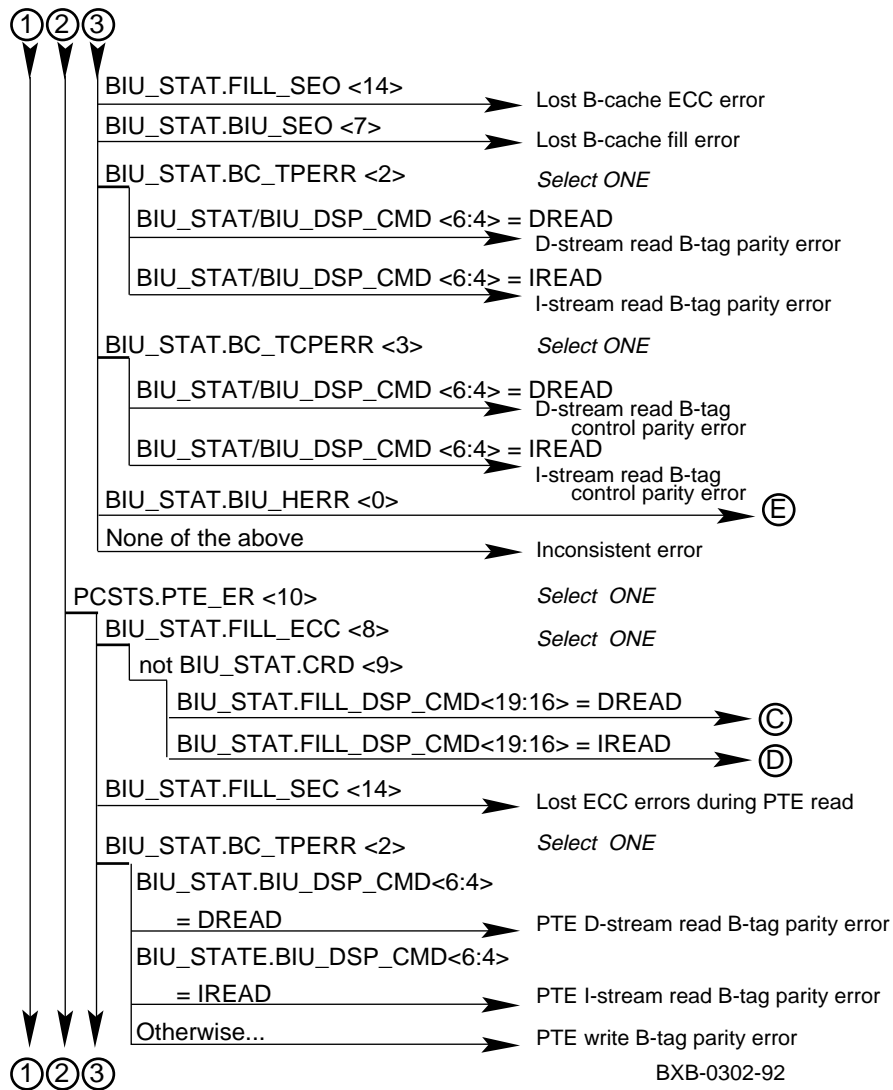 1 2 3
BIU_STAT.FILL_SEO <14>
Lost B-cache ECC error
BIU_STAT.BIU_SEO <7>
Lost B-cache fill error
BIU_STAT.BC_TPERR <2>
Select ONE
BIU_STAT/BIU_DSP_CMD <6:4> = DREAD
D-stream read B-tag parity error
BIU_STAT/BIU_DSP_CMD <6:4> = IREAD
I-stream read B-tag parity error
BIU_STAT.BC_TCPERR <3>
Select ONE
BIU_STAT/BIU_DSP_CMD <6:4> = DREAD
D-stream read B-tag
control parity error
BIU_STAT/BIU_DSP_CMD <6:4> = IREAD
I-stream read B-tag
control parity error
BIU_STAT.BIU_HERR <0>
E
None of the above
Inconsistent error
PCSTS.PTE_ER <10>
Select ONE
BIU_STAT.FILL_ECC <8>
Select ONE
not BIU_STAT.CRD <9>
BIU_STAT.FILL_DSP_CMD<19:16> = DREAD
C
BIU_STAT.FILL_DSP_CMD<19:16> = IREAD
D
BIU_STAT.FILL_SEC <14>
Lost ECC errors during PTE read
BIU_STAT.BC_TPERR <2>
Select ONE
BIU_STAT.BIU_DSP_CMD<6:4>
= DREAD
PTE D-stream read B-tag parity error
BIU_STATE.BIU_DSP_CMD<6:4>
= IREAD
PTE I-stream read B-tag parity error
Otherwise...
PTE write B-tag parity error
1 2 3
BXB-0302-92